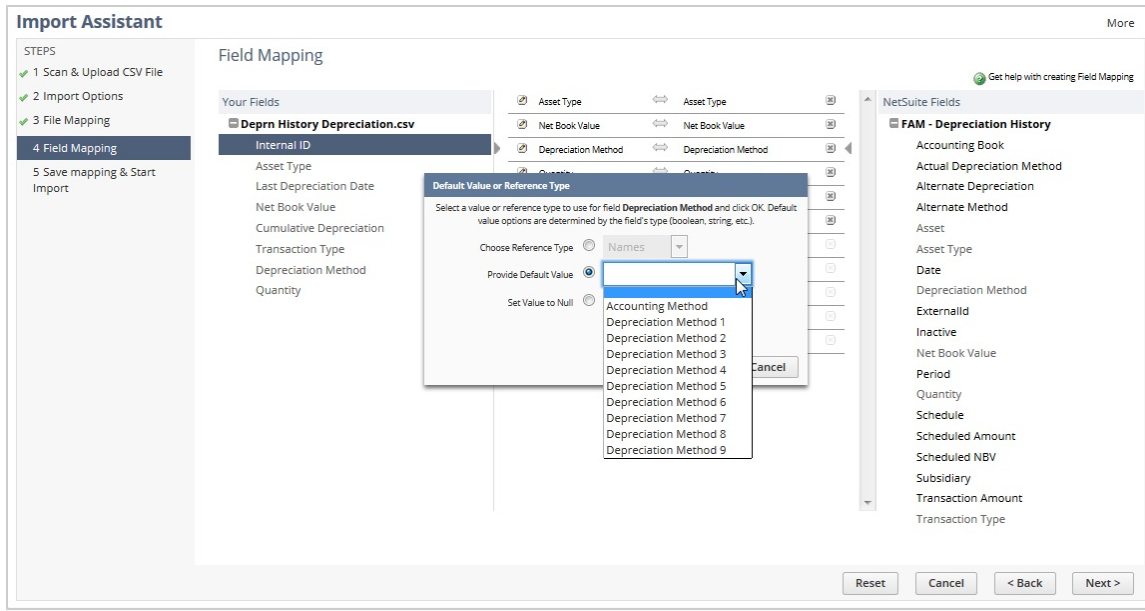 Import Assistant
More
STEPS
1 Scan & Upload CSV File
2 Import Options
3 File Mapping
4 Field Mapping
5 Save mapping & Start
Import
Field Mapping
Get help with creating Field Mapping
Your Fields
Deprn History Depreciation.csv
Internal ID
Asset Type
Last Depreciation Date
Net Book Value
Cumulative Depreciation
Transaction Type
Depreciation Method
Quantity
Asset Type Asset Type
Net Book Value Net Book Value
Depreciation Method Depreciation Method
Default Value or Reference Type
Select a value or reference type to use for field Depreciation Method and click OK. Default
value options are determined by the field's type (boolean, string, etc.).
Choose Reference Type Names
Provide Default Value
Set Value to Null
Accounting Method
Depreciation Method 1
Depreciation Method 2
Depreciation Method 3
Depreciation Method 4
Depreciation Method 5
Depreciation Method 6
Depreciation Method 7
Depreciation Method 8
Depreciation Method 9
Cancel
NetSuite Fields
FAM - Depreciation History
Accounting Book
Actual Depreciation Method
Alternate Depreciation
Alternate Method
Asset
Asset Type
Date
Depreciation Method
ExternalId
Inactive
Net Book Value
Period
Quantity
Schedule
Scheduled Amount
Scheduled NBV
Subsidiary
Transaction Amount
Transaction Type
Reset
Cancel
< Back
Next >